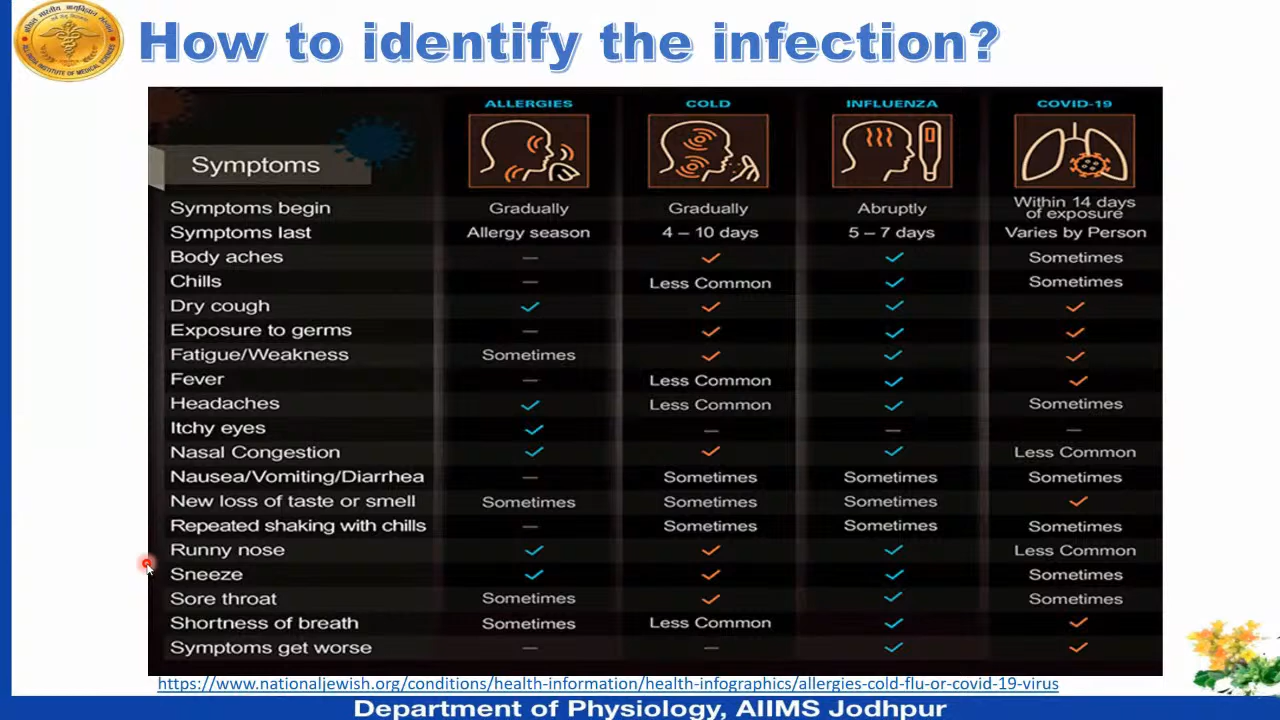 How to identify the infection?
ALLERGIES COLD INFLUENZA COVID-19
Symptoms
Symptoms begin Gradually Gradually Abruptly Within 14 days of exposure
Symptoms last Allergy season 4 – 10 days 5 – 7 days Varies by Person
Body aches — ✓ ✓ Sometimes
Chills — Less Common ✓ Sometimes
Dry cough ✓ ✓ ✓ ✓
Exposure to germs — ✓ ✓ ✓
Fatigue/Weakness Sometimes ✓ ✓ ✓
Fever — Less Common ✓ ✓
Headaches ✓ Less Common ✓ Sometimes
Itchy eyes ✓ — — —
Nasal Congestion ✓ ✓ ✓ Less Common
Nausea/Vomiting/Diarrhea — Sometimes Sometimes Sometimes
New loss of taste or smell Sometimes Sometimes Sometimes ✓
Repeated shaking with chills — Sometimes Sometimes Sometimes
Runny nose ✓ ✓ ✓ Less Common
Sneeze ✓ ✓ ✓ Sometimes
Sore throat Sometimes ✓ ✓ Sometimes
Shortness of breath Sometimes Less Common ✓ ✓
Symptoms get worse — — ✓ ✓
https://www.nationaljewish.org/conditions/health-information/health-infographics/allergies-cold-flu-or-covid-19-virus
Department of Physiology, AIIMS Jodhpur